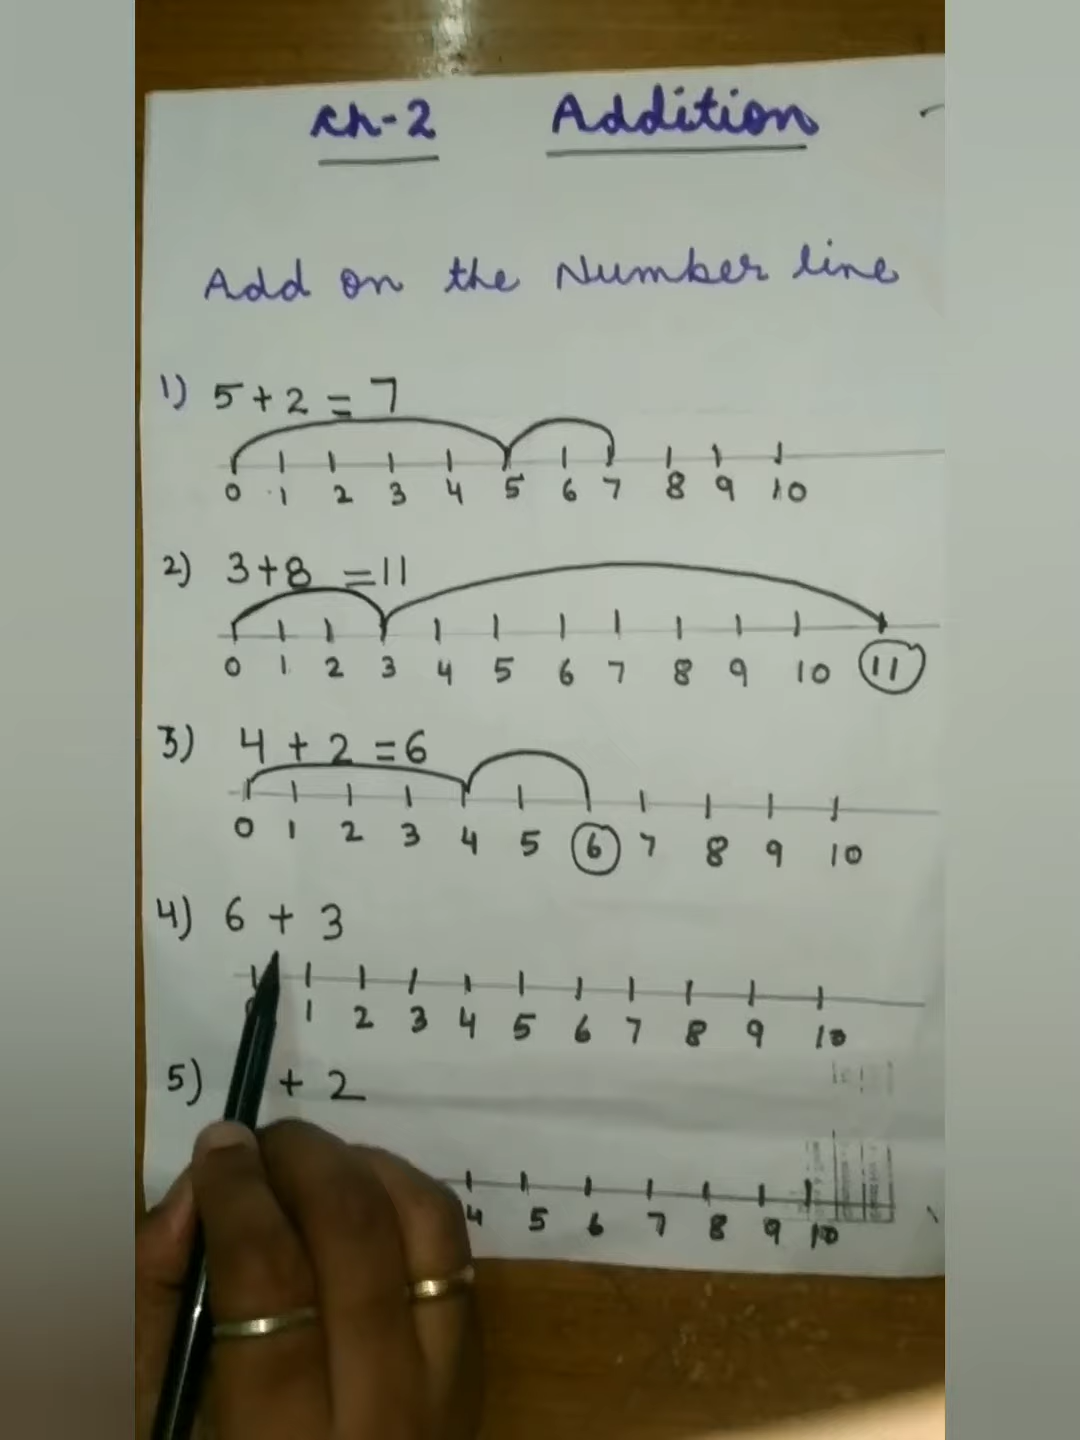 Ch-2 Addition
Add on the Number line
1) 5+2 = 7
0 1 2 3 4 5 6 7 8 9 10
2) 3+8 =11
0 1 2 3 4 5 6 7 8 9 10 11
3) 4 + 2 =6
0 1 2 3 4 5 6 7 8 9 10
4) 6 + 3
1 2 3 4 5 6 7 8 9 10
5) + 2
4 5 6 7 8 9 10